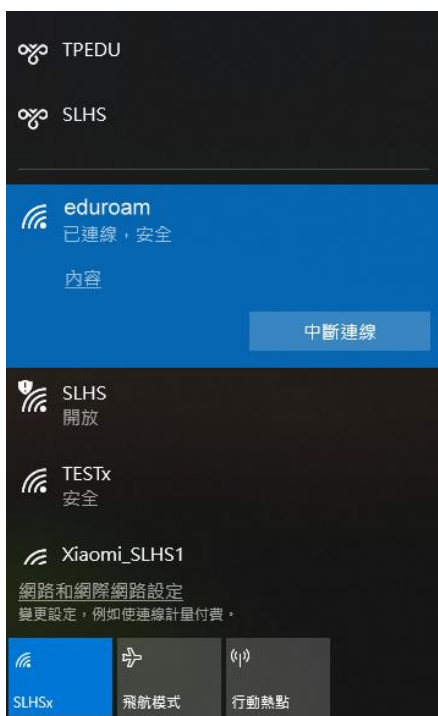 TPEDU
SLHS
eduroam
已連線，安全
內容
中斷連線
SLHS
開放
TESTx
安全
Xiaomi_SLHS1
網路和網際網路設定
變更設定，例如使連線計量付費。
SLHSx
飛航模式
行動熱點